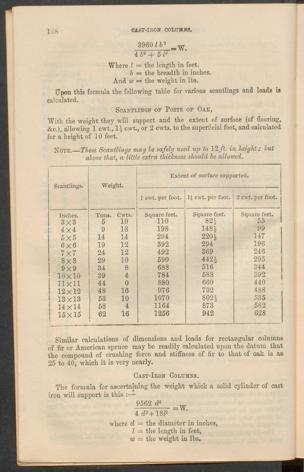 148 CAST-IRON COLUMNS.
3960 l b³
4 b² + 5 l² = W,
Where l = the length in feet.
b = the breadth in inches.
And w = the weight in lbs.
Upon this formula the following table for various scantlings and loads is
calculated.
SCANTLINGS OF POSTS OF OAK,
With the weight they will support and the extent of surface (of flooring,
&c.), allowing 1 cwt., 1½ cwt., or 2 cwts. to the superficial foot, and calculated
for a height of 10 feet.
NOTE.—These Scantlings may be safely used up to 12 ft. in height; but
above that, a little extra thickness should be allowed.
Scantlings. Weight. Extent of surface supported.
1 cwt. per foot. 1½ cwt. per foot. 2 cwt. per foot.
Inches. Tons. Cwts. Square feet. Square feet. Square feet.
3×3 5 10 110 82½ 55
4×4 9 18 198 148½ 99
5×5 14 14 294 220½ 147
6×6 19 12 392 294 196
7×7 24 12 492 369 246
8×8 29 10 590 442½ 295
9×9 34 8 688 516 344
10×10 39 4 784 588 392
11×11 44 0 880 660 440
12×12 48 16 976 732 488
13×13 53 10 1070 802½ 535
14×14 58 4 1164 873 582
15×15 62 16 1256 942 628
Similar calculations of dimensions and loads for rectangular columns
of fir or American spruce may be readily calculated upon the datum that
the compound of crushing force and stiffness of fir to that of oak is as
25 to 40, which it is very nearly.
CAST-IRON COLUMNS.
The formula for ascertaining the weight which a solid cylinder of cast
iron will support is this :—
9562 d⁴
4 d²+18l² = W,
where d = the diameter in inches,
l = the length in feet,
w = the weight in lbs.